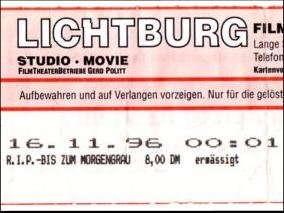 LICHTBURG FILM
STUDIO · MOVIE Lange S
FILMTHEATERBETRIEBE GERD POLITT Telefon
Kartenvo
Aufbewahren und auf Verlangen vorzeigen. Nur für die gelöst
16.11.96 00:01
R.I.P.-BIS ZUM MORGENGRAU 8,00 DM ermässigt